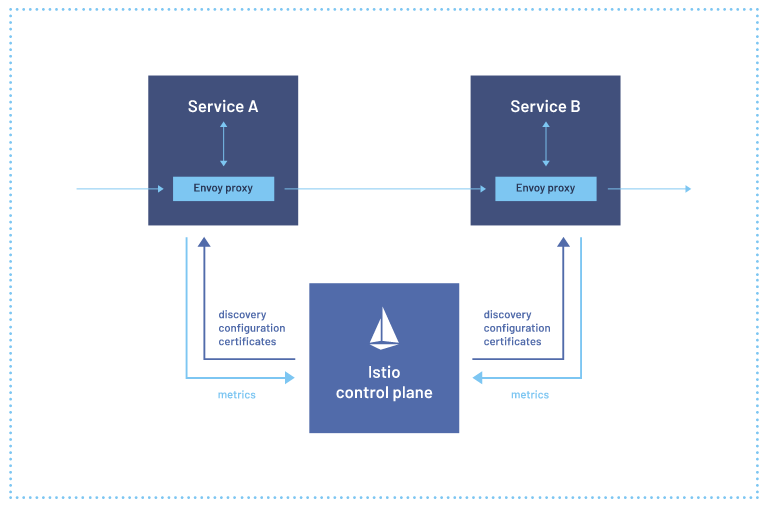 Service A
Service B
Envoy proxy
Envoy proxy
discovery
configuration
certificates
discovery
configuration
certificates
Istio
control plane
metrics
metrics